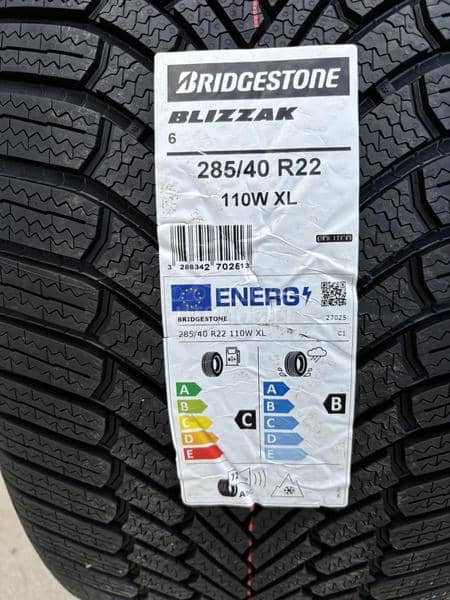 BRIDGESTONE
BLIZZAK
6
285/40 R22
110W XL
3 286342 702613
ENERG
BRIDGESTONE
27025
285/40 R22 110W XL
C1
A
B
C
D
E
C
A
B
C
D
E
B
72
A